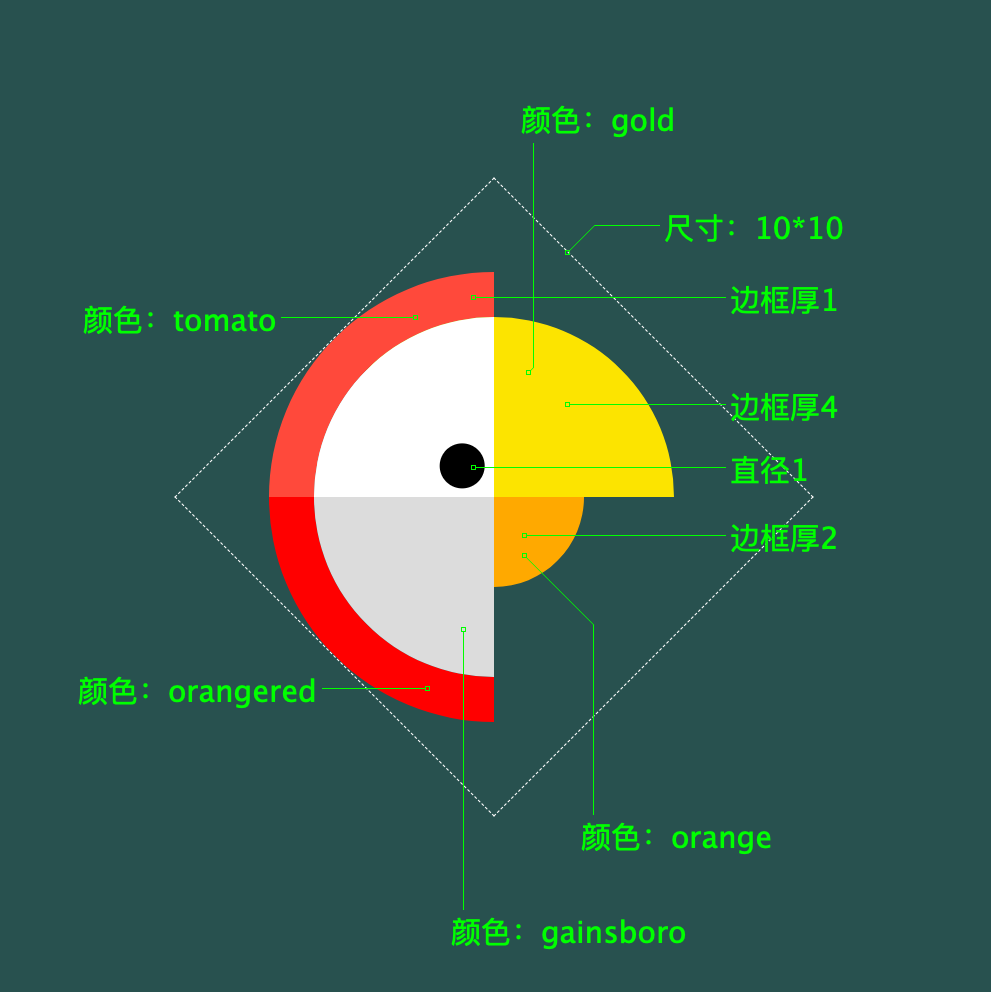 颜色：gold
尺寸：10*10
边框厚1
颜色：tomato
边框厚4
直径1
边框厚2
颜色：orangered
颜色：orange
颜色：gainsboro